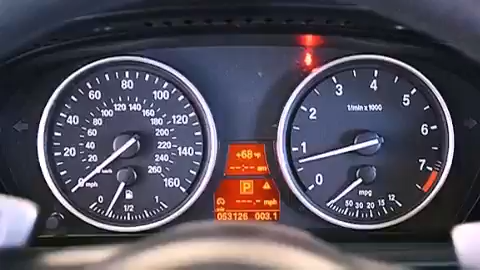 80
60 100
40 120
20 140
0 160
mph
100 120 140
80 160
60 180
40 200
20 220
240
260
km/h
0 1/2 1
+68 °F
--:-- am
P
---.- mph
053126 003.1
4
3 5
2 6
1 7
0
1/min x 1000
mpg
50 30 20 15 12